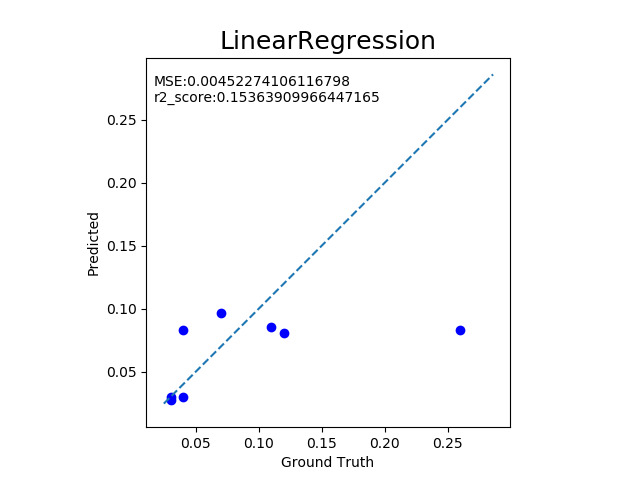 LinearRegression
MSE:0.00452274106116798
r2_score:0.15363909966447165
0.25
0.20
0.15
0.10
0.05
Predicted
0.05 0.10 0.15 0.20 0.25
Ground Truth